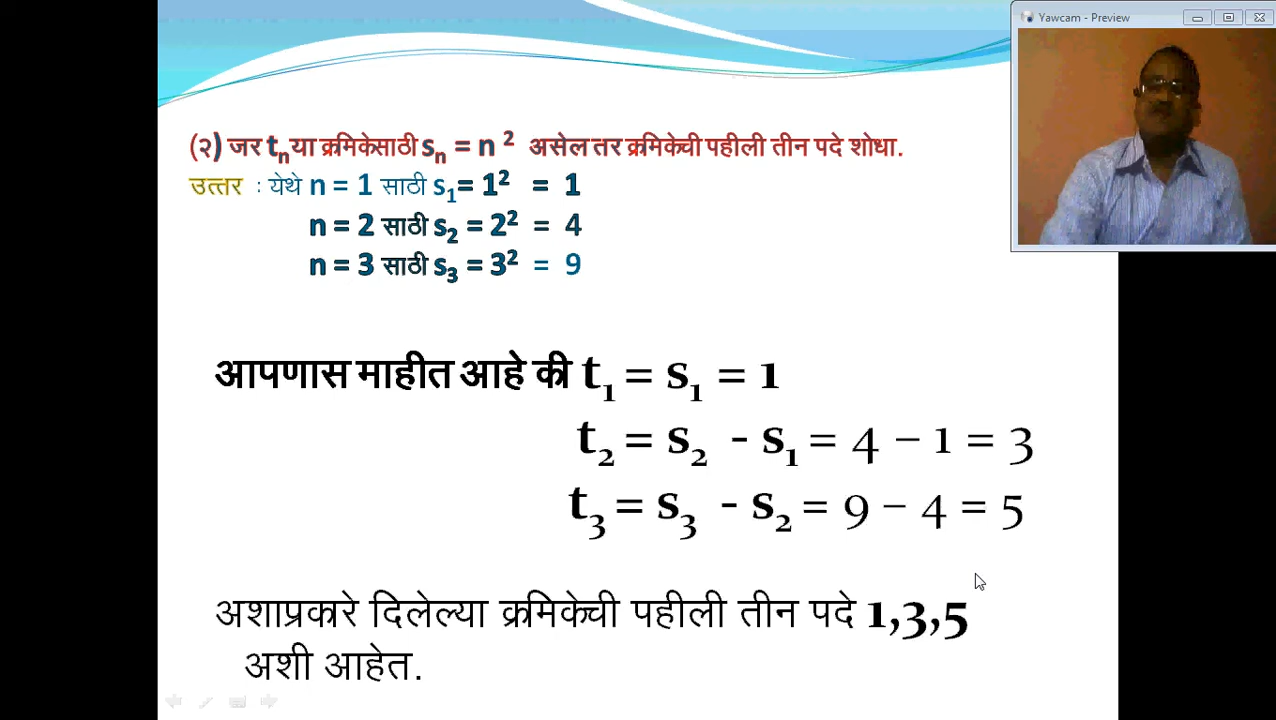 Yawcam - Preview
(२) जर tₙया क्रमिकेसाठी sₙ = n ² असेल तर क्रमिकेची पहीली तीन पदे शोधा.
उत्तर : येथे n = 1 साठी s₁= 1² = 1
n = 2 साठी s₂ = 2² = 4
n = 3 साठी s₃ = 3² = 9
आपणास माहीत आहे की t₁ = s₁ = 1
t₂ = s₂ - s₁ = 4 – 1 = 3
t₃ = s₃ - s₂ = 9 – 4 = 5
अशाप्रकारे दिलेल्या क्रमिकेची पहीली तीन पदे 1,3,5
अशी आहेत.